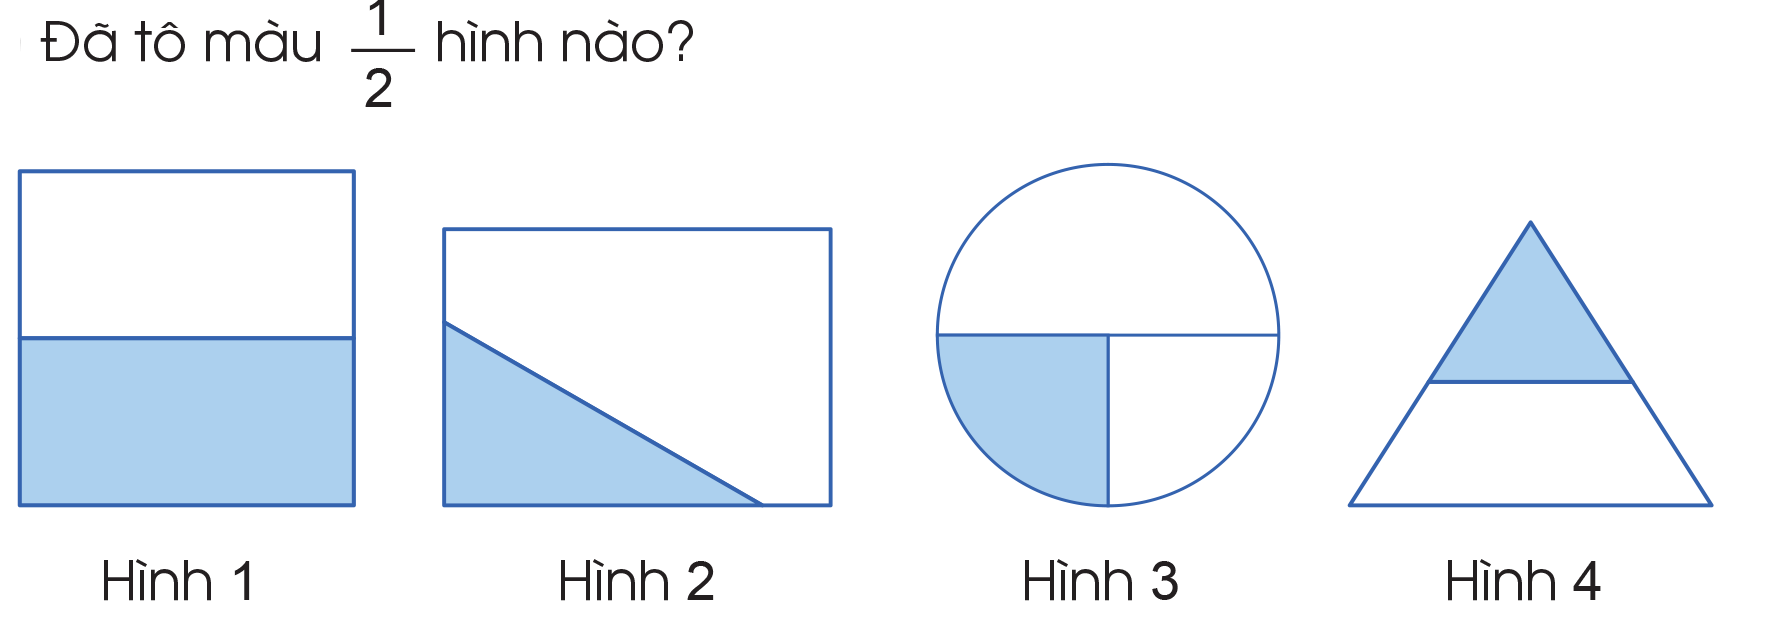 Đã tô màu 1/2 hình nào?
Hình 1 Hình 2 Hình 3 Hình 4